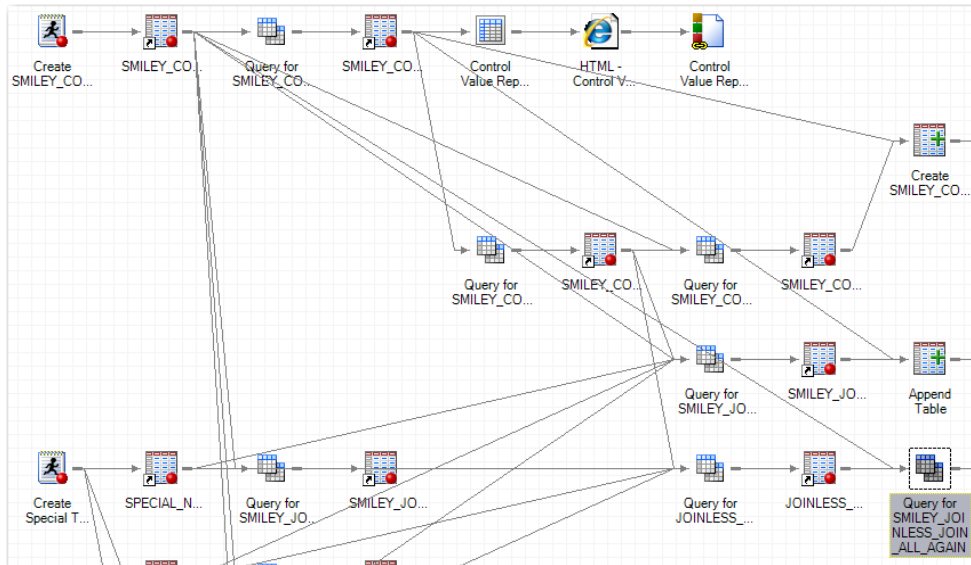 Create
SMILEY_CO...
SMILEY_CO...
Query for
SMILEY_CO...
SMILEY_CO...
Control
Value Rep...
HTML -
Control V...
Control
Value Rep...
Create
SMILEY_CO...
Query for
SMILEY_CO...
SMILEY_CO...
Query for
SMILEY_CO...
SMILEY_CO...
Query for
SMILEY_JO...
SMILEY_JO...
Append
Table
Create
Special T...
SPECIAL_N...
Query for
SMILEY_JO...
SMILEY_JO...
Query for
JOINLESS_...
JOINLESS_...
Query for
SMILEY_JOI
NLESS_JOIN
_ALL_AGAIN